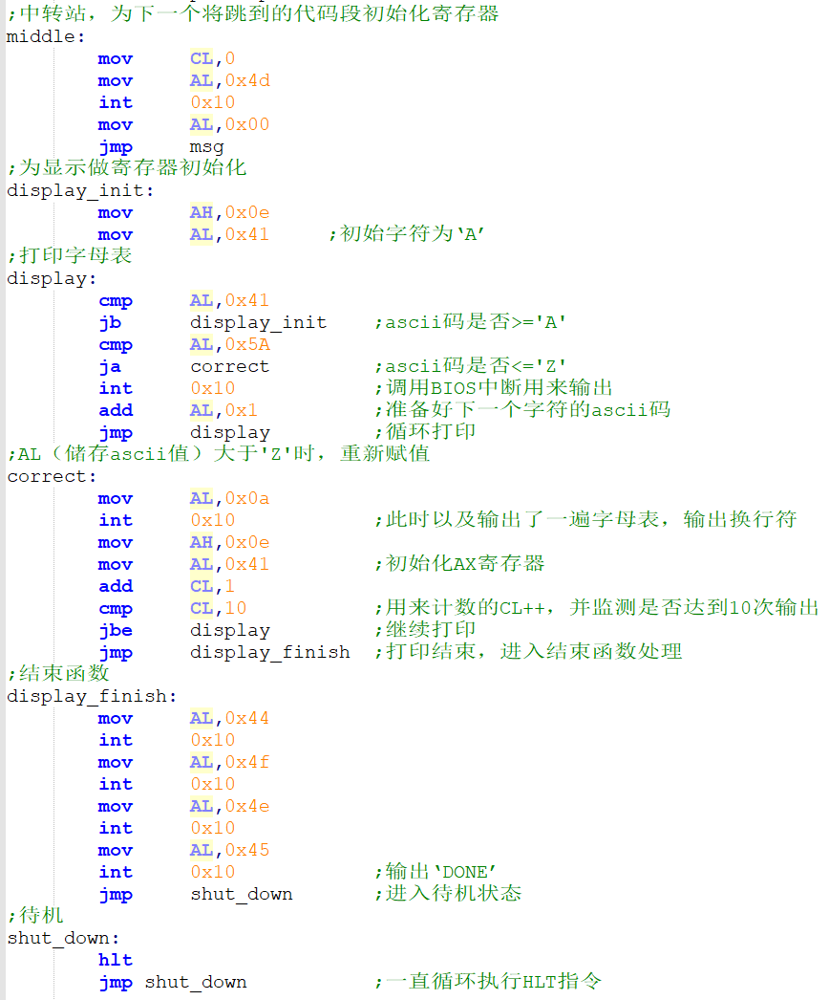 ;中转站，为下一个将跳到的代码段初始化寄存器
middle:
mov CL,0
mov AL,0x4d
int 0x10
mov AL,0x00
jmp msg
;为显示做寄存器初始化
display_init:
mov AH,0x0e
mov AL,0x41 ;初始字符为‘A’
;打印字母表
display:
cmp AL,0x41
jb display_init ;ascii码是否>='A'
cmp AL,0x5A
ja correct ;ascii码是否<='Z'
int 0x10 ;调用BIOS中断用来输出
add AL,0x1 ;准备好下一个字符的ascii码
jmp display ;循环打印
;AL（储存ascii值）大于'Z'时，重新赋值
correct:
mov AL,0x0a
int 0x10 ;此时以及输出了一遍字母表，输出换行符
mov AH,0x0e
mov AL,0x41 ;初始化AX寄存器
add CL,1
cmp CL,10 ;用来计数的CL++，并监测是否达到10次输出
jbe display ;继续打印
jmp display_finish ;打印结束，进入结束函数处理
;结束函数
display_finish:
mov AL,0x44
int 0x10
mov AL,0x4f
int 0x10
mov AL,0x4e
int 0x10
mov AL,0x45
int 0x10 ;输出‘DONE’
jmp shut_down ;进入待机状态
;待机
shut_down:
hlt
jmp shut_down ;一直循环执行HLT指令